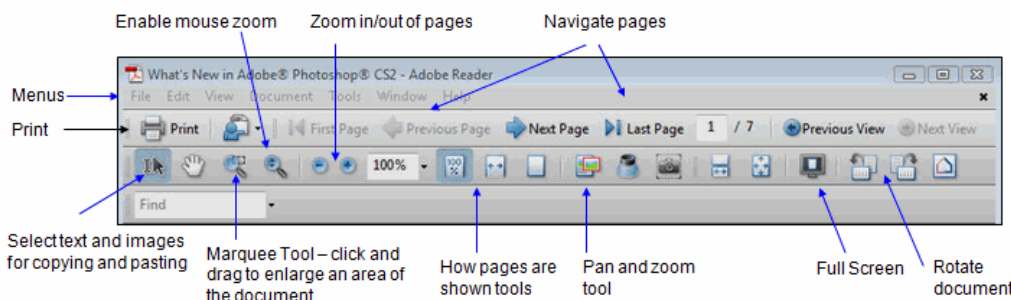 Enable mouse zoom Zoom in/out of pages Navigate pages
What's New in Adobe® Photoshop® CS2 - Adobe Reader
Menus File Edit View Document Tools Window Help
Print Print First Page Previous Page Next Page Last Page 1 / 7 Previous View Next View
100% 100 %
Find
Select text and images
for copying and pasting
Marquee Tool – click and
drag to enlarge an area of
the document
How pages are
shown tools
Pan and zoom
tool
Full Screen
Rotate
document